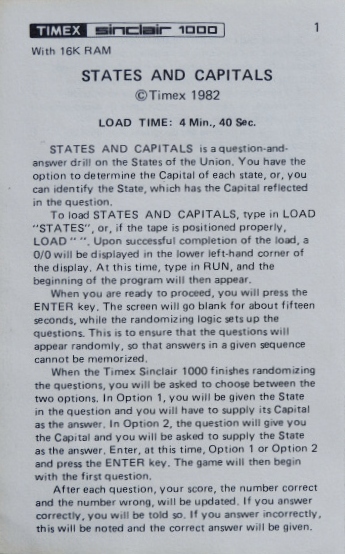 TIMEX sinclair 1000 1
With 16K RAM
STATES AND CAPITALS
©Timex 1982
LOAD TIME: 4 Min., 40 Sec.
STATES AND CAPITALS is a question-and-
answer drill on the States of the Union. You have the
option to determine the Capital of each state, or, you
can identify the State, which has the Capital reflected
in the question.
To load STATES AND CAPITALS, type in LOAD
"STATES", or, if the tape is positioned properly,
LOAD " ". Upon successful completion of the load, a
0/0 will be displayed in the lower left-hand corner of
the display. At this time, type in RUN, and the
beginning of the program will then appear.
When you are ready to proceed, you will press the
ENTER key. The screen will go blank for about fifteen
seconds, while the randomizing logic sets up the
questions. This is to ensure that the questions will
appear randomly, so that answers in a given sequence
cannot be memorized.
When the Timex Sinclair 1000 finishes randomizing
the questions, you will be asked to choose between the
two options. In Option 1, you will be given the State
in the question and you will have to supply its Capital
as the answer. In Option 2, the question will give you
the Capital and you will be asked to supply the State
as the answer. Enter, at this time, Option 1 or Option 2
and press the ENTER key. The game will then begin
with the first question.
After each question, your score, the number correct
and the number wrong, will be updated. If you answer
correctly, you will be told so. If you answer incorrectly,
this will be noted and the correct answer will be given.